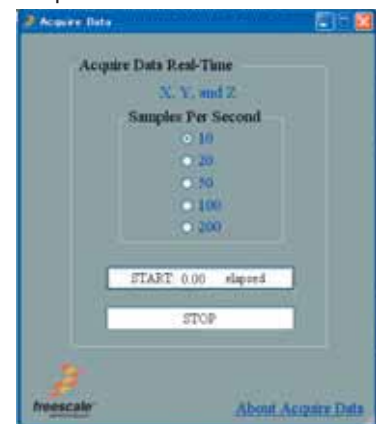 Acquire Data
Acquire Data Real-Time
X, Y, and Z
Samples Per Second
10
20
50
100
200
START 0.00 elapsed
STOP
freescale
About Acquire Data